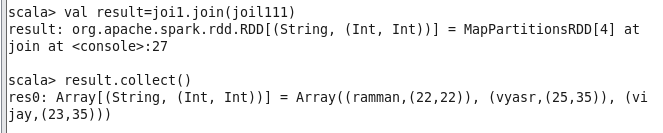 scala> val result=joi1.join(joil111)
result: org.apache.spark.rdd.RDD[(String, (Int, Int))] = MapPartitionsRDD[4] at
join at <console>:27
scala> result.collect()
res0: Array[(String, (Int, Int))] = Array((ramman,(22,22)), (vyasr,(25,35)), (vi
jay,(23,35)))